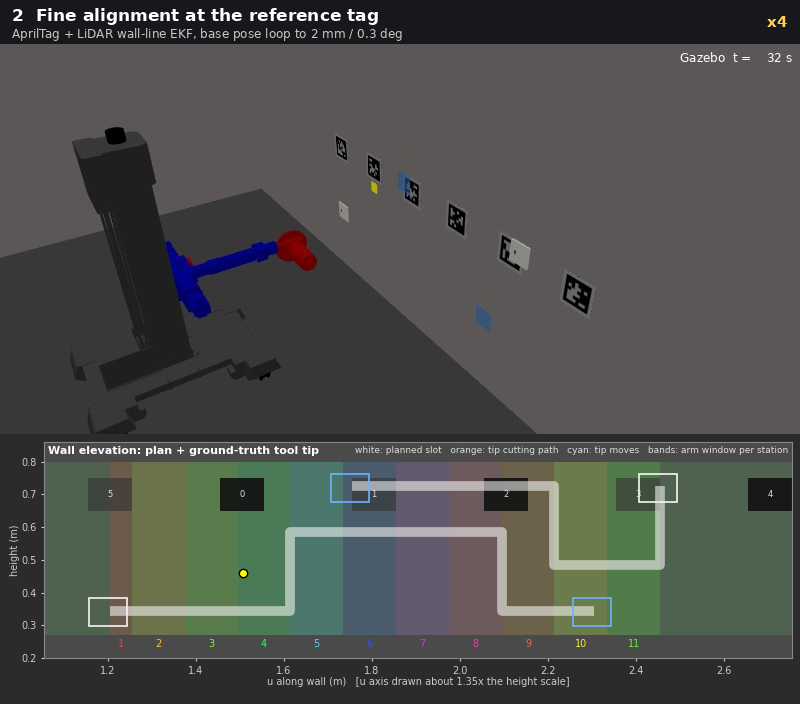 2 Fine alignment at the reference tag
x4
AprilTag + LiDAR wall-line EKF, base pose loop to 2 mm / 0.3 deg
Gazebo t = 32 s
Wall elevation: plan + ground-truth tool tip
white: planned slot orange: tip cutting path cyan: tip moves bands: arm window per station
0.8
0.7
0.6
0.5
0.4
0.3
0.2
height (m)
5 0 1 2 3 4
1 2 3 4 5 6 7 8 9 10 11
1.2 1.4 1.6 1.8 2.0 2.2 2.4 2.6
u along wall (m) [u axis drawn about 1.35x the height scale]